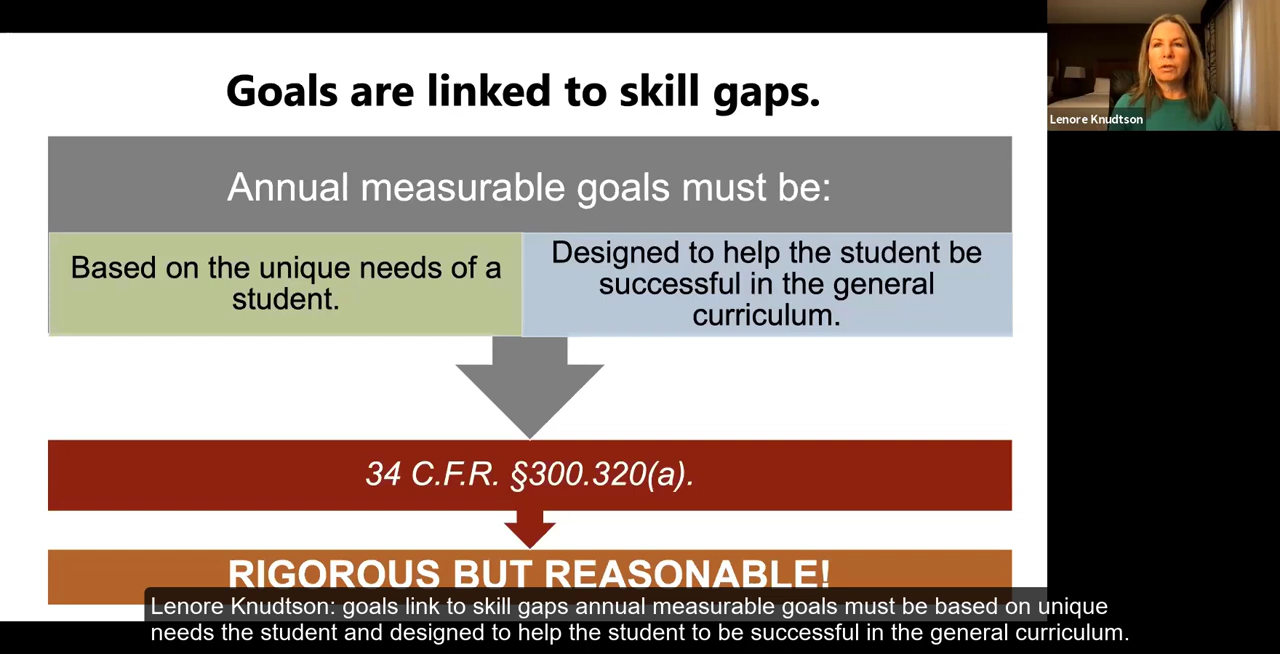 Goals are linked to skill gaps.
Annual measurable goals must be:
Based on the unique needs of a
student.
Designed to help the student be
successful in the general
curriculum.
34 C.F.R. §300.320(a).
RIGOROUS BUT REASONABLE!
Lenore Knudtson: goals link to skill gaps annual measurable goals must be based on unique
needs the student and designed to help the student to be successful in the general curriculum.
Lenore Knudtson